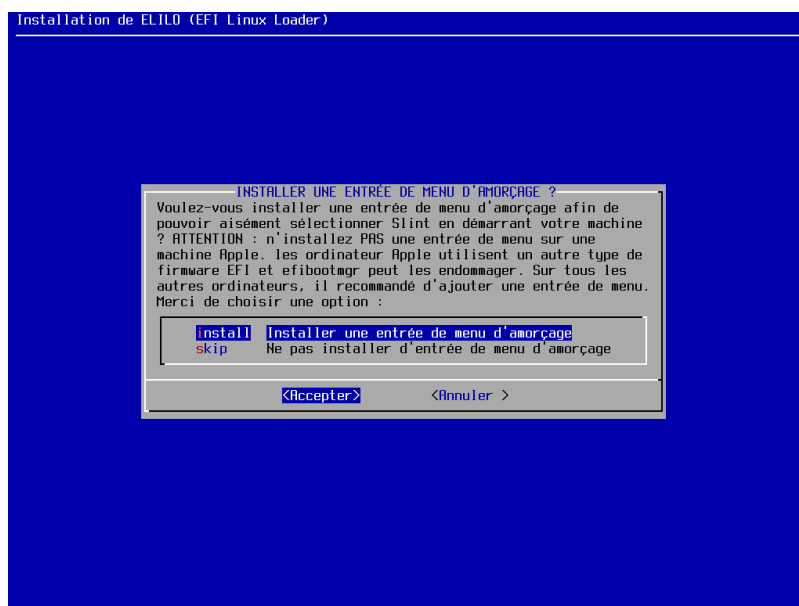 Installation de ELILO (EFI Linux Loader)
INSTALLER UNE ENTRÉE DE MENU D'AMORÇAGE ?
Voulez-vous installer une entrée de menu d'amorçage afin de
pouvoir aisément sélectionner Slint en démarrant votre machine
? ATTENTION : n'installez PAS une entrée de menu sur une
machine Apple. les ordinateur Apple utilisent un autre type de
firmware EFI et efibootmgr peut les endommager. Sur tous les
autres ordinateurs, il recommandé d'ajouter une entrée de menu.
Merci de choisir une option :
install Installer une entrée de menu d'amorçage
skip Ne pas installer d'entrée de menu d'amorçage
<Accepter> <Annuler >